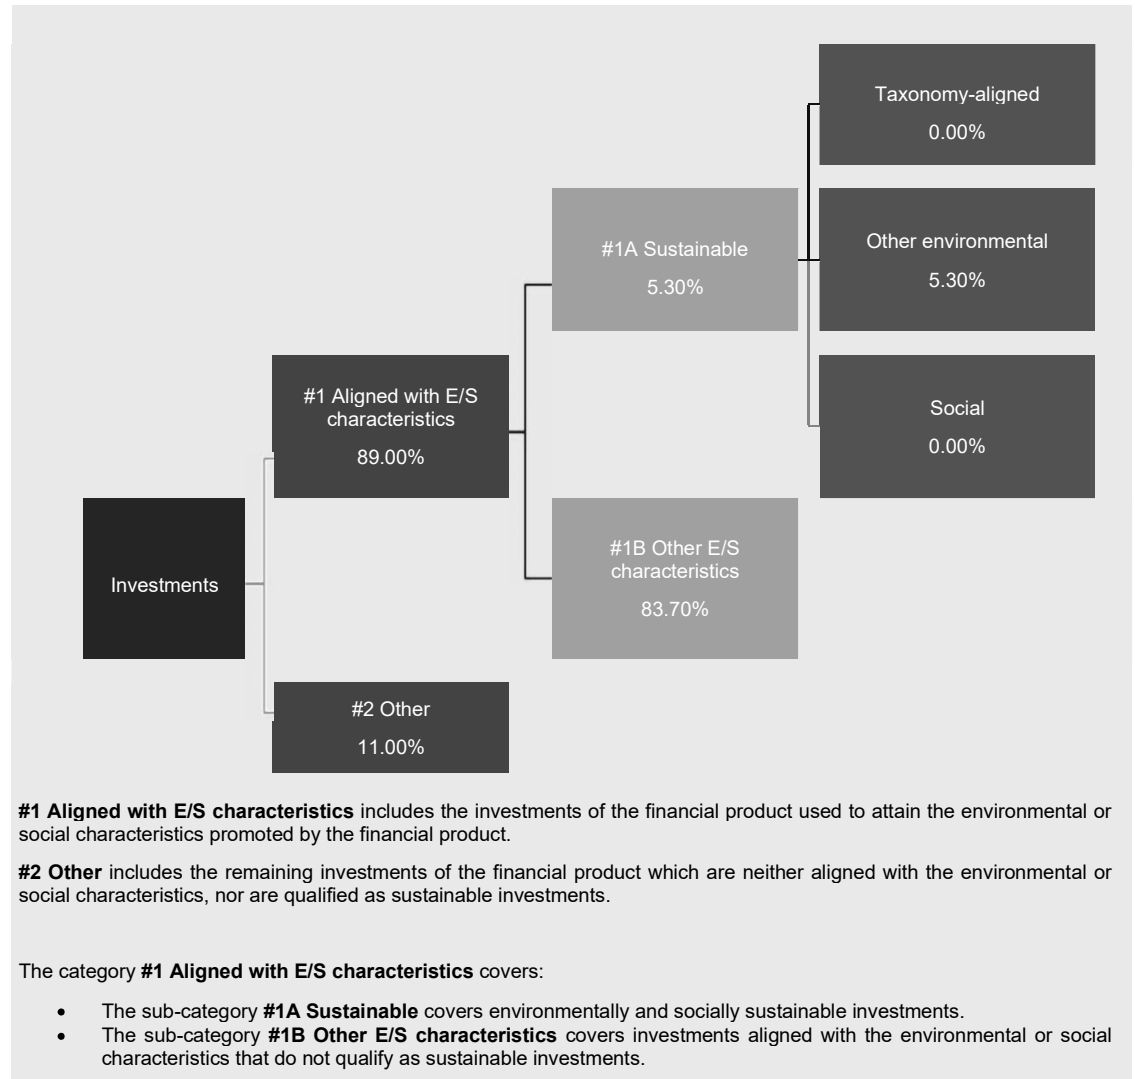 Taxonomy-aligned
0.00%
#1A Sustainable
5.30%
Other environmental
5.30%
#1 Aligned with E/S
characteristics
89.00%
Social
0.00%
Investments
#1B Other E/S
characteristics
83.70%
#2 Other
11.00%
#1 Aligned with E/S characteristics includes the investments of the financial product used to attain the environmental or
social characteristics promoted by the financial product.
#2 Other includes the remaining investments of the financial product which are neither aligned with the environmental or
social characteristics, nor are qualified as sustainable investments.
The category #1 Aligned with E/S characteristics covers:
• The sub-category #1A Sustainable covers environmentally and socially sustainable investments.
• The sub-category #1B Other E/S characteristics covers investments aligned with the environmental or social
characteristics that do not qualify as sustainable investments.